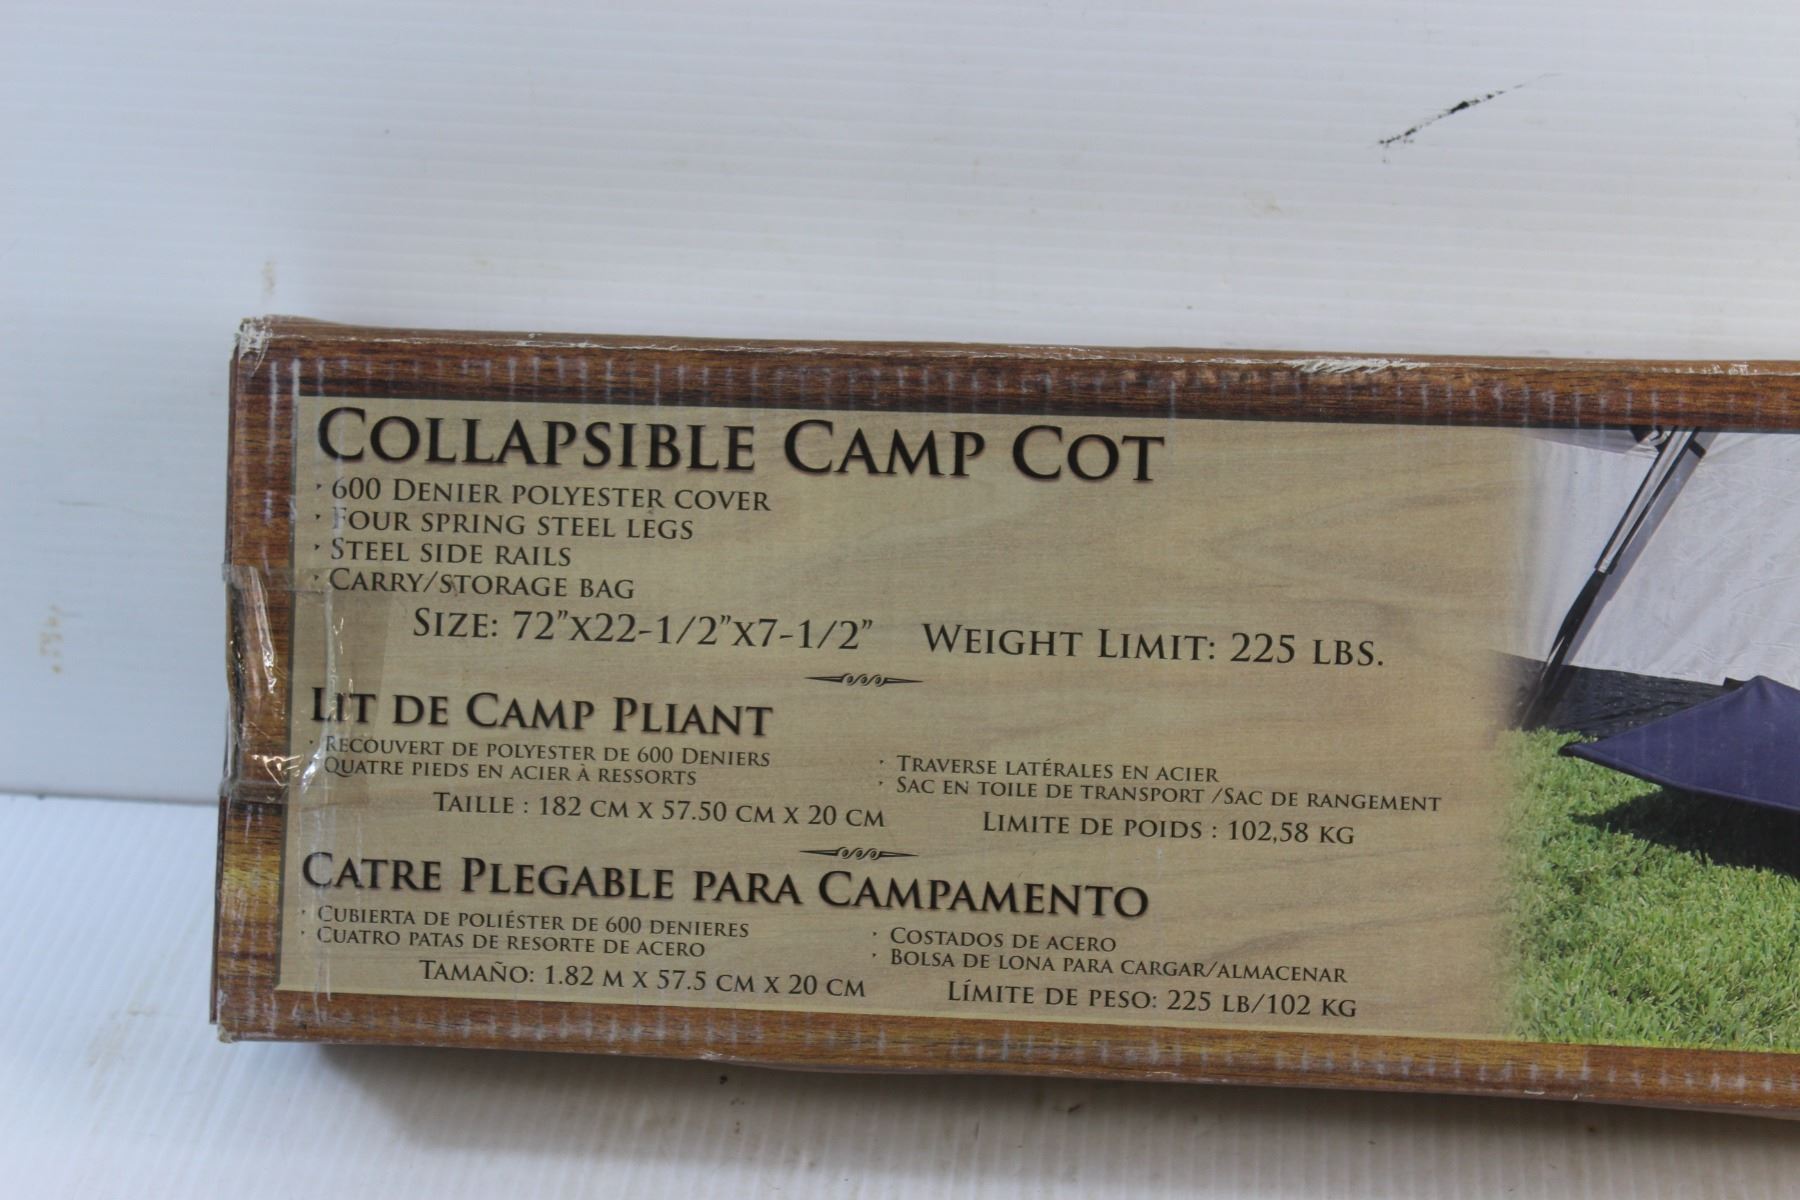 COLLAPSIBLE CAMP COT
· 600 DENIER POLYESTER COVER
· FOUR SPRING STEEL LEGS
· STEEL SIDE RAILS
· CARRY/STORAGE BAG
SIZE: 72"X22-1/2"X7-1/2" WEIGHT LIMIT: 225 LBS.
LIT DE CAMP PLIANT
· RECOUVERT DE POLYESTER DE 600 DENIERS
· QUATRE PIEDS EN ACIER À RESSORTS
· TRAVERSE LATÉRALES EN ACIER
· SAC EN TOILE DE TRANSPORT /SAC DE RANGEMENT
TAILLE : 182 CM X 57.50 CM X 20 CM LIMITE DE POIDS : 102,58 KG
CATRE PLEGABLE PARA CAMPAMENTO
· CUBIERTA DE POLIÉSTER DE 600 DENIERES
· CUATRO PATAS DE RESORTE DE ACERO
· COSTADOS DE ACERO
· BOLSA DE LONA PARA CARGAR/ALMACENAR
TAMAÑO: 1.82 M X 57.5 CM X 20 CM LÍMITE DE PESO: 225 LB/102 KG